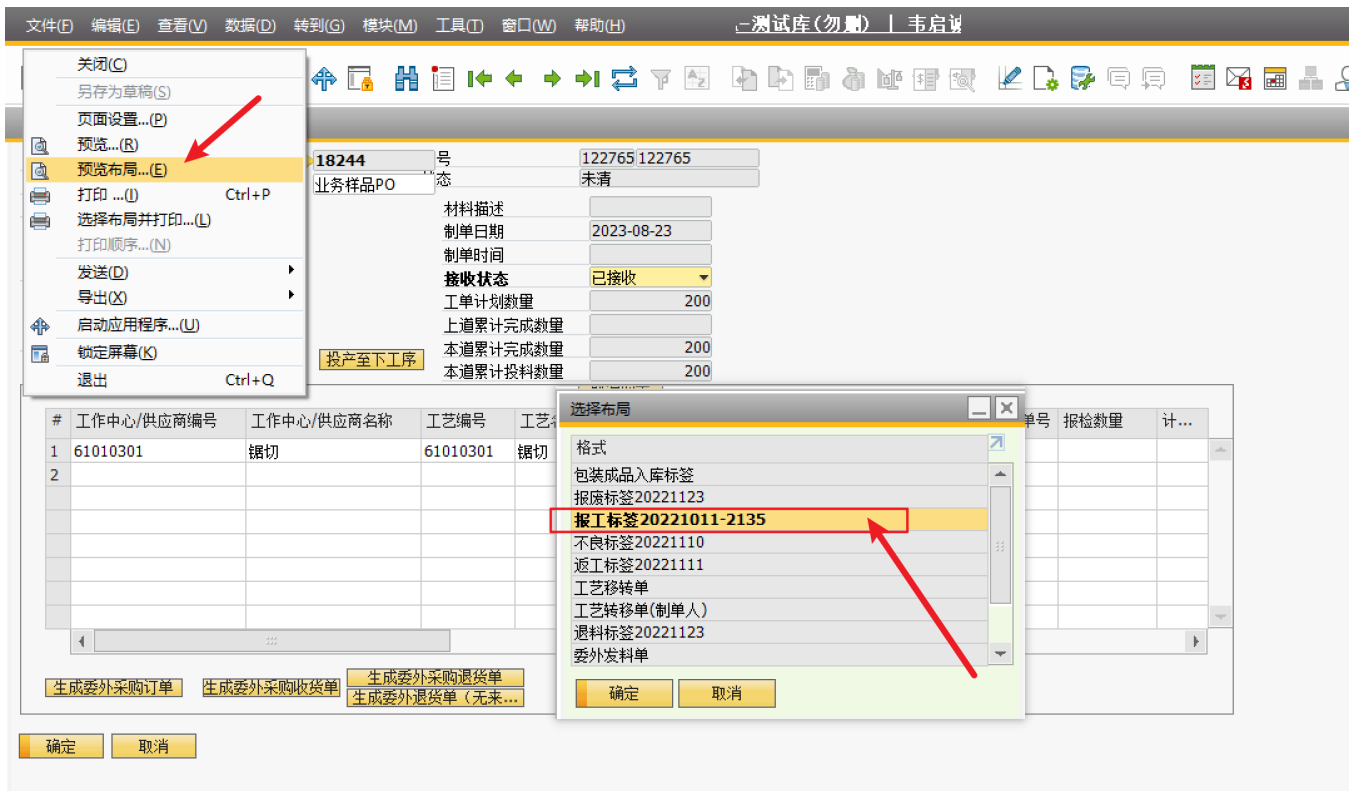 文件(F) 编辑(E) 查看(V) 数据(D) 转到(G) 模块(M) 工具(T) 窗口(W) 帮助(H) 测试库(勿删) | 韦启
关闭(C)
另存为草稿(S)
页面设置...(P)
预览...(R)
预览布局...(E)
打印 ...(I) Ctrl+P
选择布局并打印...(L)
打印顺序...(N)
发送(D)
导出(X)
启动应用程序...(U)
锁定屏幕(K)
退出 Ctrl+Q
18244 号 122765 122765
业务样品PO 态 未清
材料描述
制单日期 2023-08-23
制单时间
接收状态 已接收
工单计划数量 200
上道累计完成数量
本道累计完成数量 200
投产至下工序
本道累计投料数量 200
# 工作中心/供应商编号 工作中心/供应商名称 工艺编号 工艺 单号 报检数量 计...
1 61010301 锯切 61010301 锯切
2
选择布局
格式
包装成品入库标签
报废标签20221123
报工标签20221011-2135
不良标签20221110
返工标签20221111
工艺移转单
工艺转移单(制单人)
退料标签20221123
委外发料单
确定 取消
生成委外采购订单 生成委外采购收货单 生成委外采购退货单
生成委外退货单（无来...
确定 取消